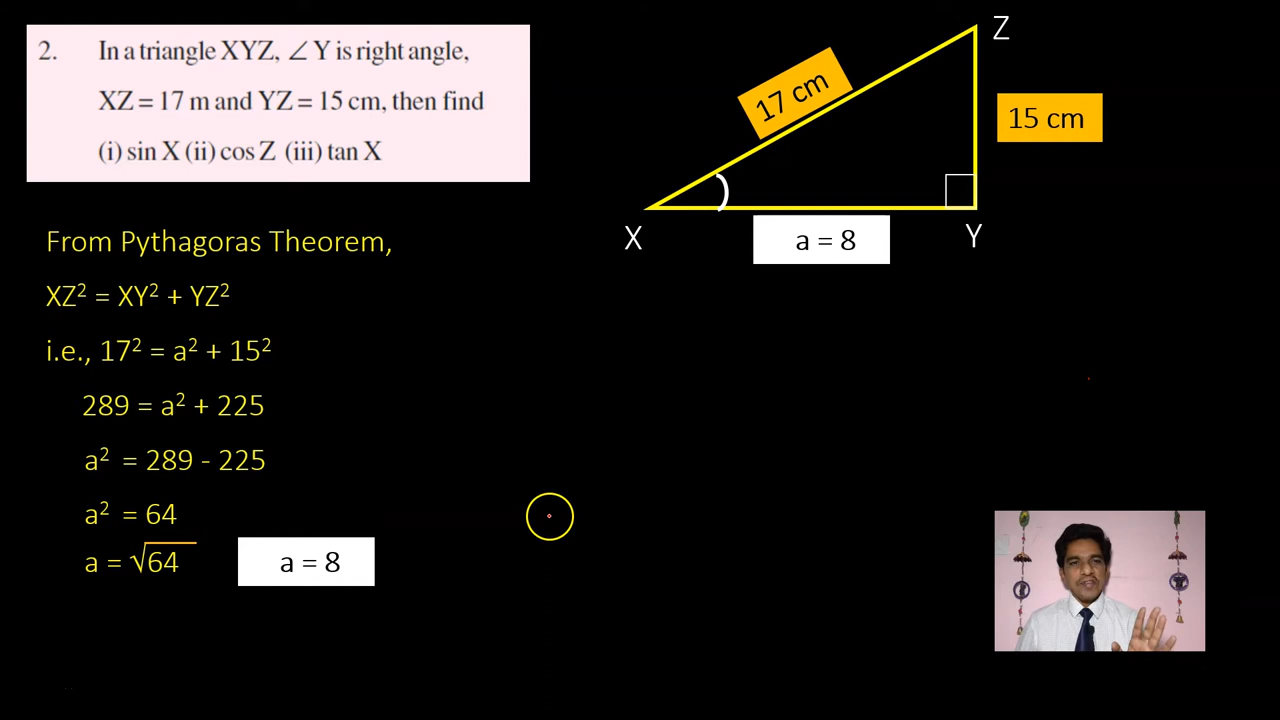 2. In a triangle XYZ, ∠ Y is right angle,
XZ = 17 m and YZ = 15 cm, then find
(i) sin X (ii) cos Z (iii) tan X
Z
17 cm
15 cm
X
a = 8
Y
From Pythagoras Theorem,
XZ² = XY² + YZ²
i.e., 17² = a² + 15²
289 = a² + 225
a² = 289 - 225
a² = 64
a = √64
a = 8